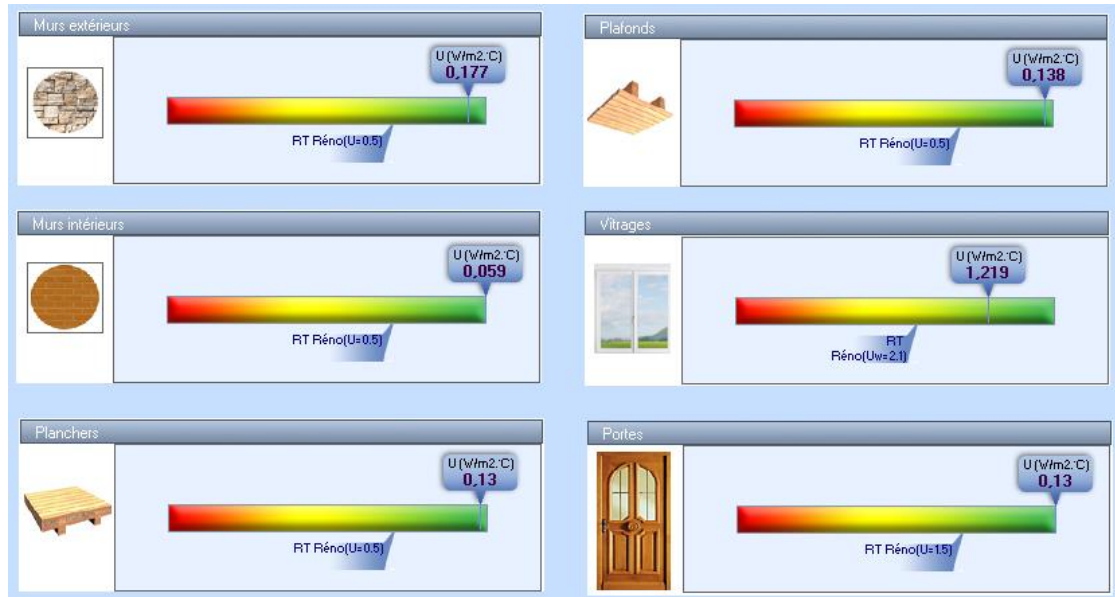 Murs extérieurs
U (W/m2.°C)
0,177
RT Réno(U=0.5)
Plafonds
U (W/m2.°C)
0,138
RT Réno(U=0.5)
Murs intérieurs
U (W/m2.°C)
0,059
RT Réno(U=0.5)
Vitrages
U (W/m2.°C)
1,219
RT
Réno(Uw=2.1)
Planchers
U (W/m2.°C)
0,13
RT Réno(U=0.5)
Portes
U (W/m2.°C)
0,13
RT Réno(U=1.5)